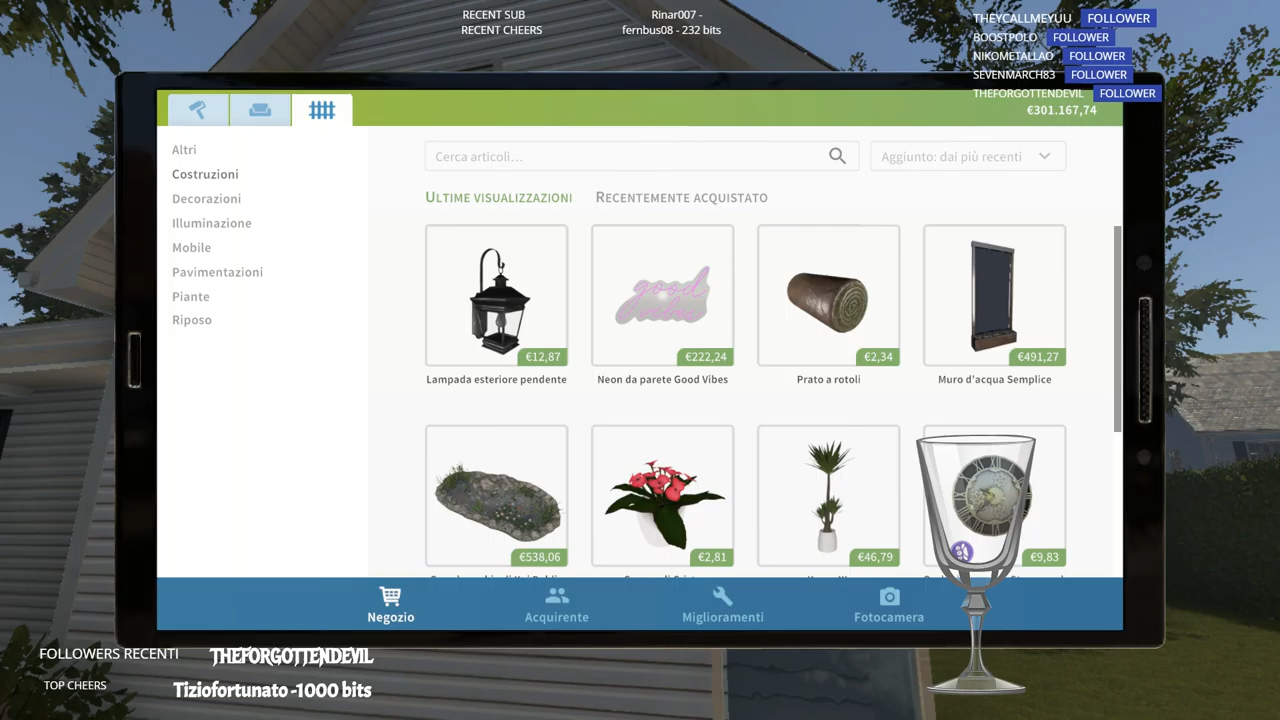 RECENT SUB
Rinar007 -
RECENT CHEERS
fernbus08 - 232 bits
THEYCALLMEYUU FOLLOWER
BOOSTPOLO FOLLOWER
NIKOMETALLAO FOLLOWER
SEVENMARCH83 FOLLOWER
THEFORGOTTENDEVIL FOLLOWER
€301.167,74
Altri
Costruzioni
Decorazioni
Illuminazione
Mobile
Pavimentazioni
Piante
Riposo
Cerca articoli...
Aggiunto: dai più recenti
ULTIME VISUALIZZAZIONI
RECENTEMENTE ACQUISTATO
good vibes
€12,87
€222,24
€2,34
€491,27
Lampada esteriore pendente
Neon da parete Good Vibes
Prato a rotoli
Muro d'acqua Semplice
€538,06
€2,81
€46,79
€9,83
Negozio
Acquirente
Miglioramenti
Fotocamera
FOLLOWERS RECENTI
THEFORGOTTENDEVIL
TOP CHEERS
Tiziofortunato -1000 bits